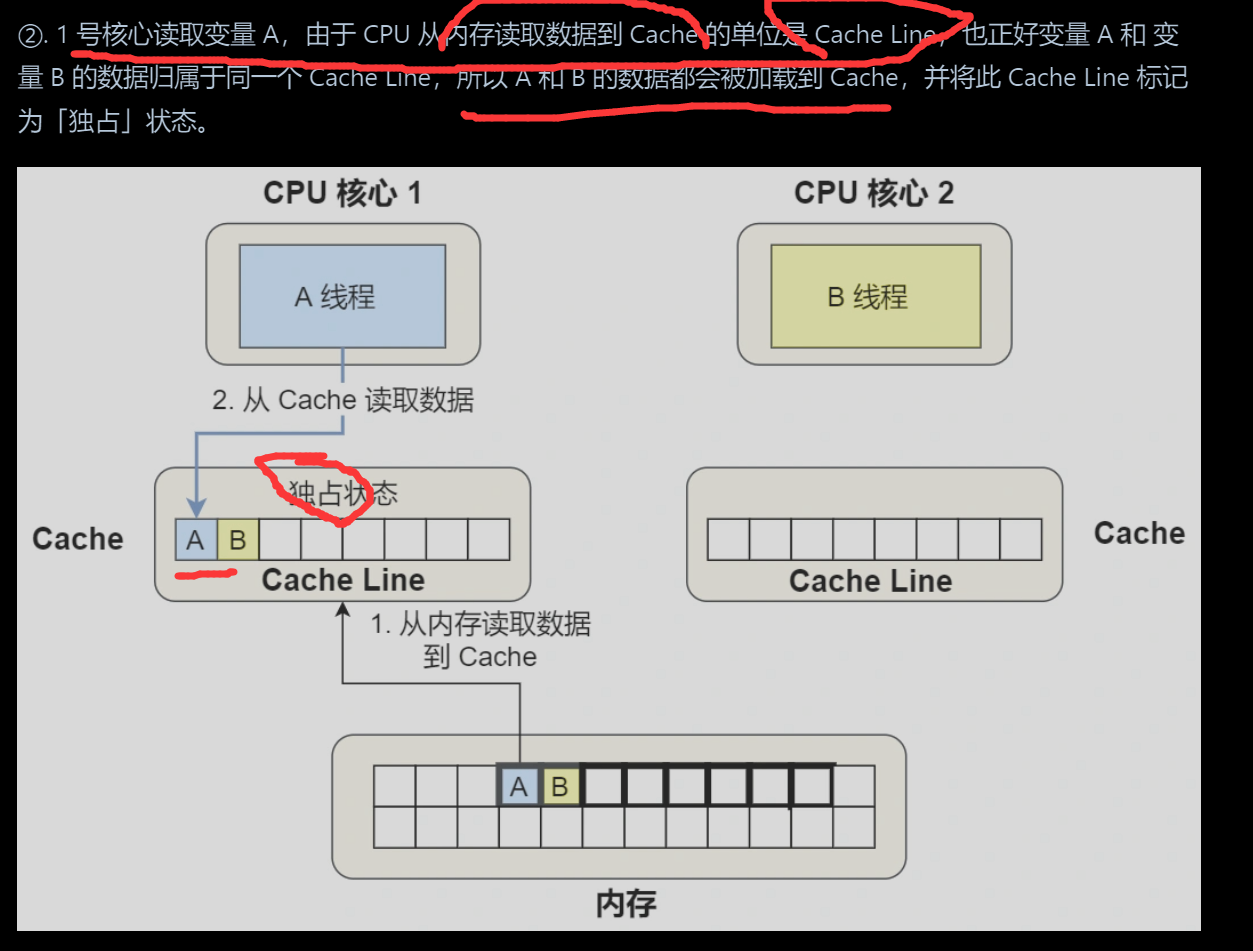 ②. 1 号核心读取变量 A，由于 CPU 从内存读取数据到 Cache 的单位是 Cache Line，也正好变量 A 和 变
量 B 的数据归属于同一个 Cache Line，所以 A 和 B 的数据都会被加载到 Cache，并将此 Cache Line 标记
为「独占」状态。
CPU 核心 1
CPU 核心 2
A 线程
B 线程
2. 从 Cache 读取数据
独占状态
Cache
A B
Cache
Cache Line
Cache Line
1. 从内存读取数据
到 Cache
A B
内存